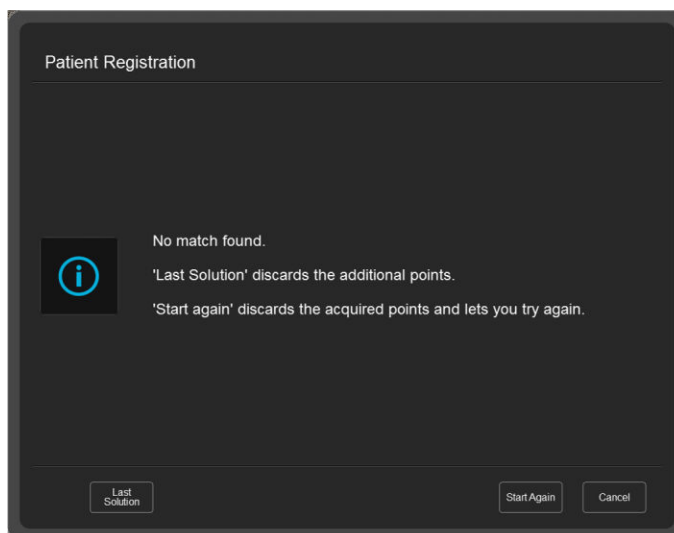 Patient Registration
No match found.
'Last Solution' discards the additional points.
'Start again' discards the acquired points and lets you try again.
Last
Solution
Start Again
Cancel